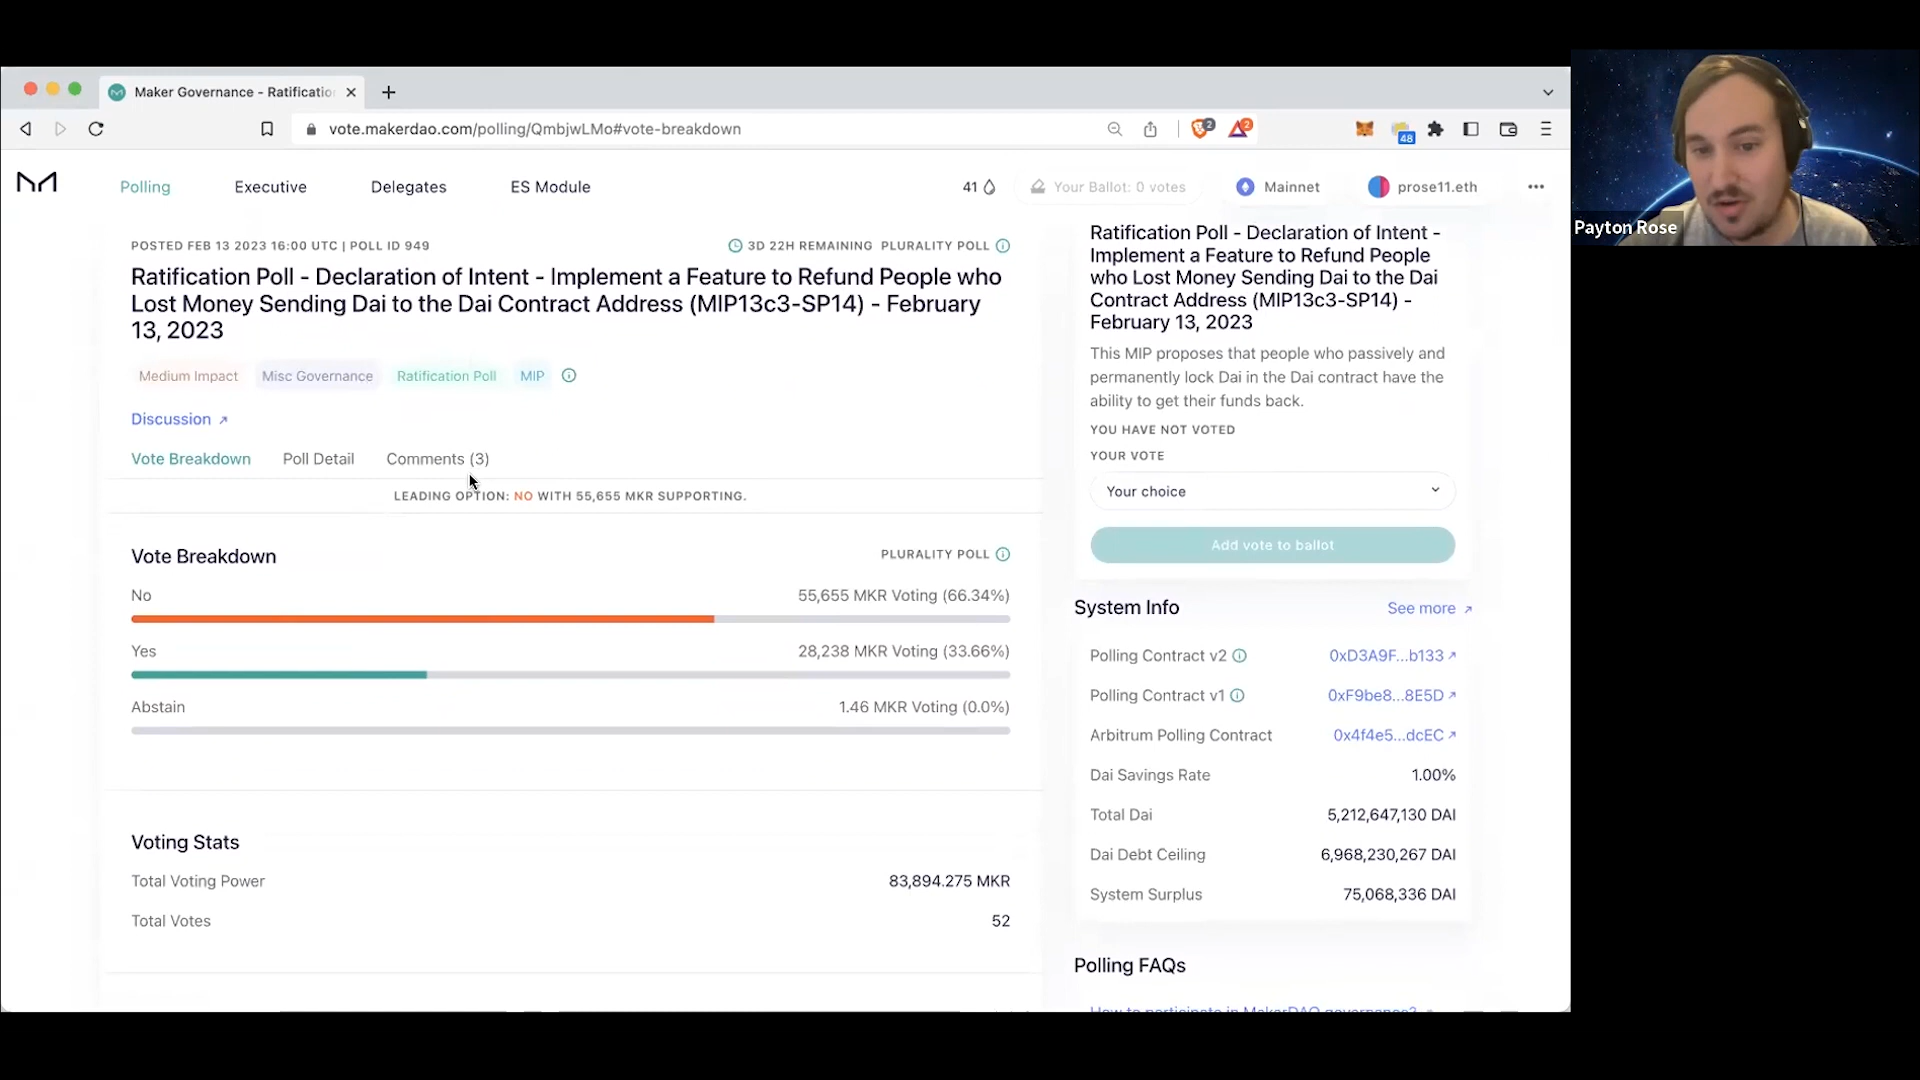 Maker Governance - Ratificatio
vote.makerdao.com/polling/QmbjwLMo#vote-breakdown
2
2
48
Polling
Executive
Delegates
ES Module
41
Your Ballot: 0 votes
Mainnet
prose11.eth
Payton Rose
POSTED FEB 13 2023 16:00 UTC | POLL ID 949
3D 22H REMAINING
PLURALITY POLL
Ratification Poll - Declaration of Intent - Implement a Feature to Refund People who
Lost Money Sending Dai to the Dai Contract Address (MIP13c3-SP14) - February
13, 2023
Medium Impact
Misc Governance
Ratification Poll
MIP
Discussion
Vote Breakdown
Poll Detail
Comments (3)
LEADING OPTION: NO WITH 55,655 MKR SUPPORTING.
Vote Breakdown
PLURALITY POLL
No
55,655 MKR Voting (66.34%)
Yes
28,238 MKR Voting (33.66%)
Abstain
1.46 MKR Voting (0.0%)
Voting Stats
Total Voting Power
83,894.275 MKR
Total Votes
52
Ratification Poll - Declaration of Intent -
Implement a Feature to Refund People
who Lost Money Sending Dai to the Dai
Contract Address (MIP13c3-SP14) -
February 13, 2023
This MIP proposes that people who passively and
permanently lock Dai in the Dai contract have the
ability to get their funds back.
YOU HAVE NOT VOTED
YOUR VOTE
Your choice
Add vote to ballot
System Info
See more
Polling Contract v2
0xD3A9F...b133
Polling Contract v1
0xF9be8...8E5D
Arbitrum Polling Contract
0x4f4e5...dcEC
Dai Savings Rate
1.00%
Total Dai
5,212,647,130 DAI
Dai Debt Ceiling
6,968,230,267 DAI
System Surplus
75,068,336 DAI
Polling FAQs
How to participate in MakerDAO governance?